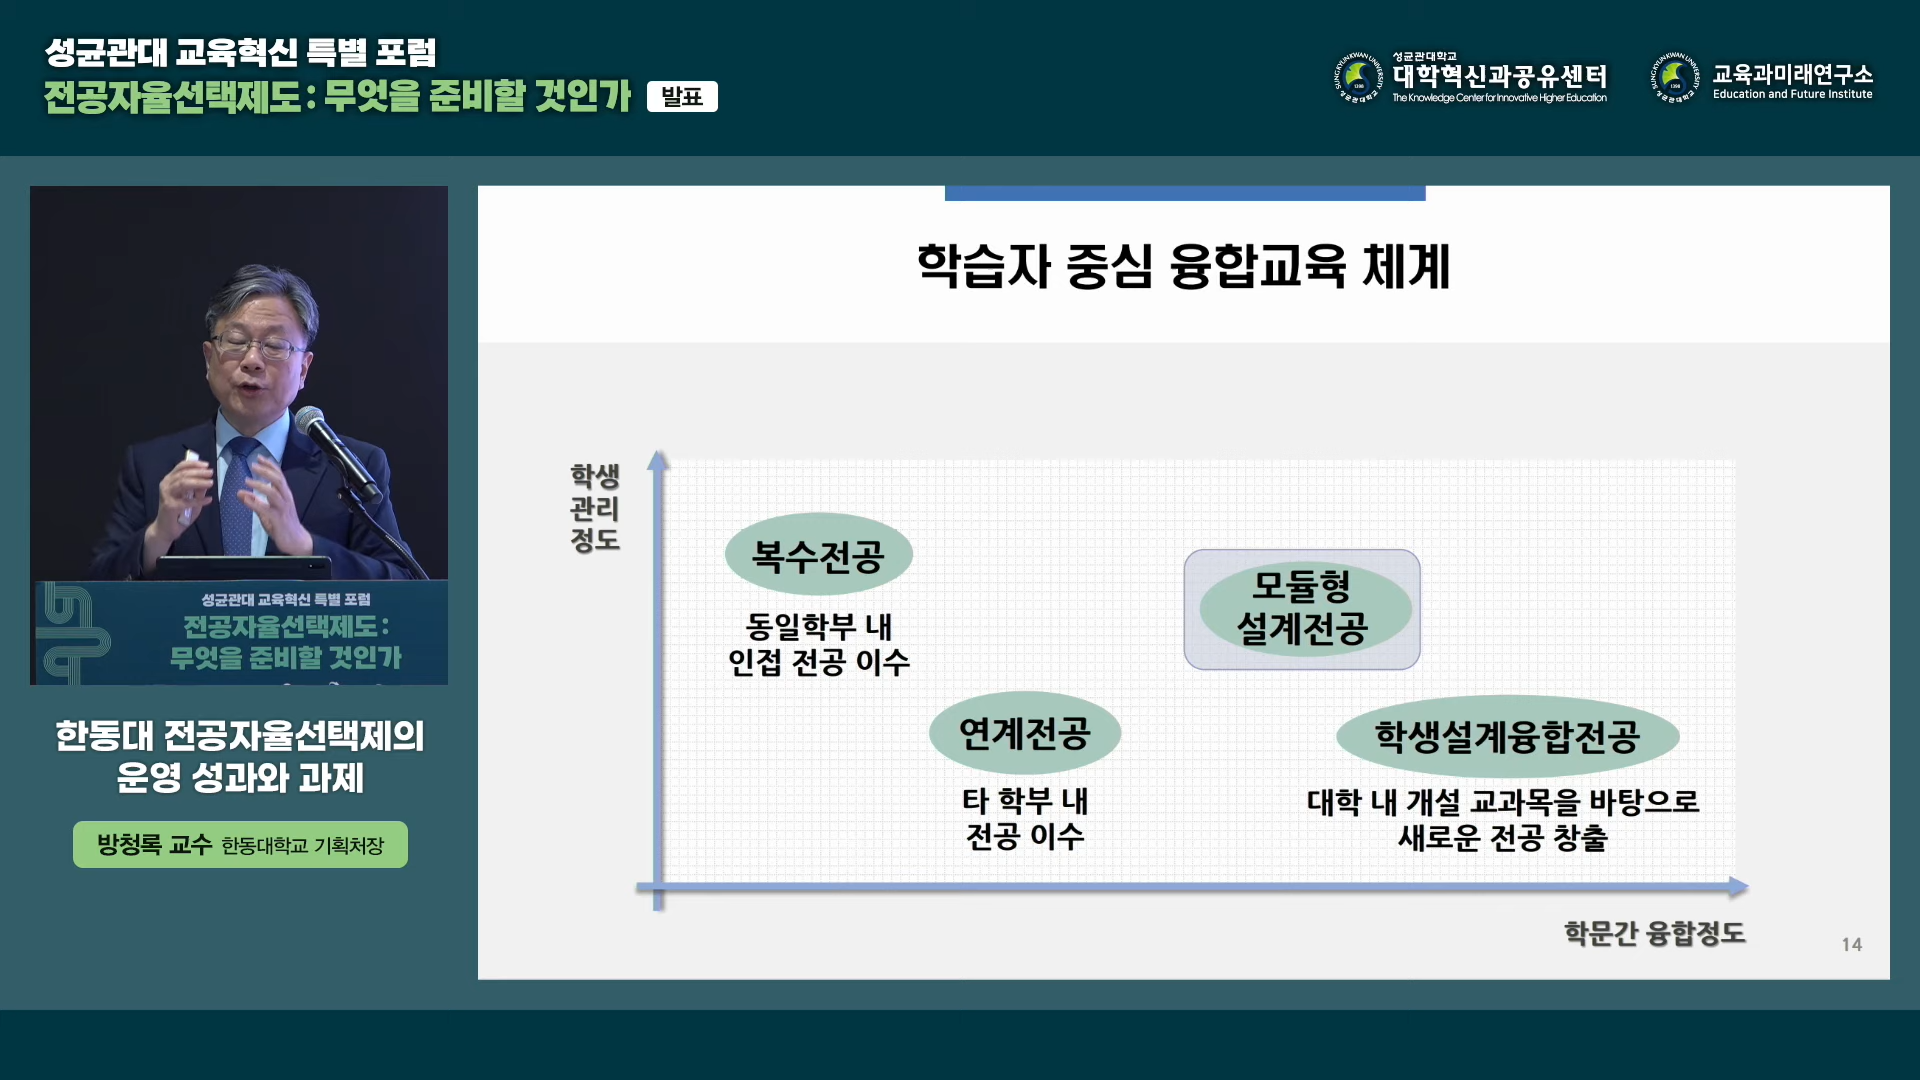 성균관대 교육혁신 특별 포럼
전공자율선택제도 : 무엇을 준비할 것인가 발표
성균관대학교
대학혁신과공유센터
The Knowledge Center for Innovative Higher Education
교육과미래연구소
Education and Future Institute
성균관대 교육혁신 특별 포럼
전공자율선택제도 :
무엇을 준비할 것인가
한동대 전공자율선택제의
운영 성과와 과제
방청록 교수 한동대학교 기획처장
학습자 중심 융합교육 체계
학생
관리
정도
복수전공
동일학부 내
인접 전공 이수
모듈형
설계전공
연계전공
타 학부 내
전공 이수
학생설계융합전공
대학 내 개설 교과목을 바탕으로
새로운 전공 창출
학문간 융합정도
14